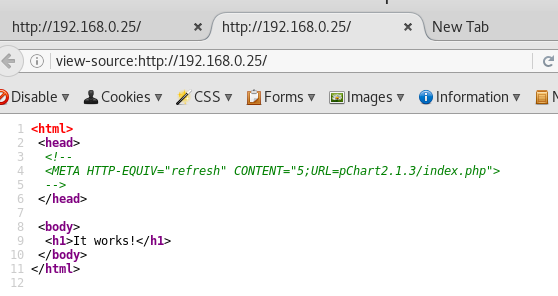 http://192.168.0.25/ × http://192.168.0.25/ × New Tab
view-source:http://192.168.0.25/
Disable Cookies CSS Forms Images Information
1 <html>
2 <head>
3 <!--
4 <META HTTP-EQUIV="refresh" CONTENT="5;URL=pChart2.1.3/index.php">
5 -->
6 </head>
7
8 <body>
9 <h1>It works!</h1>
10 </body>
11 </html>
12